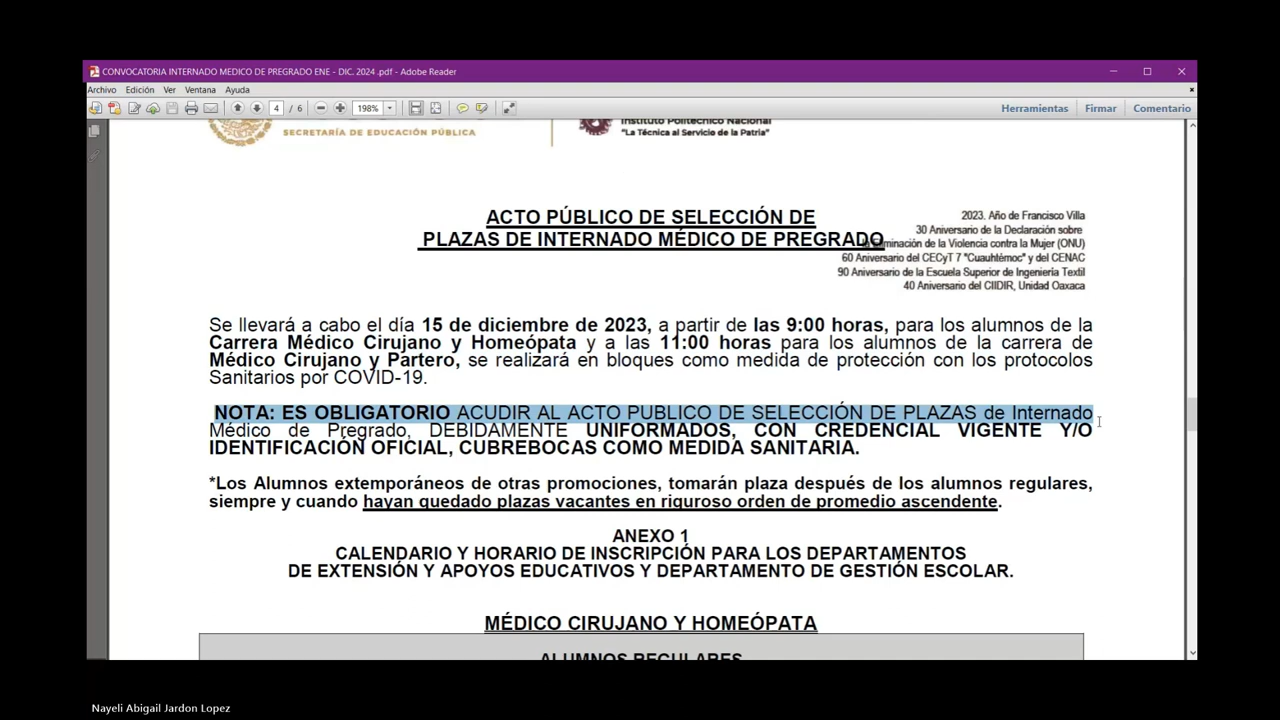 CONVOCATORIA INTERNADO MEDICO DE PREGRADO ENE - DIC. 2024 .pdf - Adobe Reader
Archivo Edición Ver Ventana Ayuda
4 / 6 198% Herramientas Firmar Comentario
SECRETARÍA DE EDUCACIÓN PÚBLICA
Instituto Politécnico Nacional
"La Técnica al Servicio de la Patria"
ACTO PÚBLICO DE SELECCIÓN DE
PLAZAS DE INTERNADO MÉDICO DE PREGRADO
2023. Año de Francisco Villa
30 Aniversario de la Declaración sobre
la Eliminación de la Violencia contra la Mujer (ONU)
60 Aniversario del CECyT 7 "Cuauhtémoc" y del CENAC
90 Aniversario de la Escuela Superior de Ingeniería Textil
40 Aniversario del CIIDIR, Unidad Oaxaca
Se llevará a cabo el día 15 de diciembre de 2023, a partir de las 9:00 horas, para los alumnos de la
Carrera Médico Cirujano y Homeópata y a las 11:00 horas para los alumnos de la carrera de
Médico Cirujano y Partero, se realizará en bloques como medida de protección con los protocolos
Sanitarios por COVID-19.
NOTA: ES OBLIGATORIO ACUDIR AL ACTO PUBLICO DE SELECCIÓN DE PLAZAS de Internado
Médico de Pregrado, DEBIDAMENTE UNIFORMADOS, CON CREDENCIAL VIGENTE Y/O
IDENTIFICACIÓN OFICIAL, CUBREBOCAS COMO MEDIDA SANITARIA.
*Los Alumnos extemporáneos de otras promociones, tomarán plaza después de los alumnos regulares,
siempre y cuando hayan quedado plazas vacantes en riguroso orden de promedio ascendente.
ANEXO 1
CALENDARIO Y HORARIO DE INSCRIPCIÓN PARA LOS DEPARTAMENTOS
DE EXTENSIÓN Y APOYOS EDUCATIVOS Y DEPARTAMENTO DE GESTIÓN ESCOLAR.
MÉDICO CIRUJANO Y HOMEÓPATA
ALUMNOS REGULARES
Nayeli Abigail Jardon Lopez